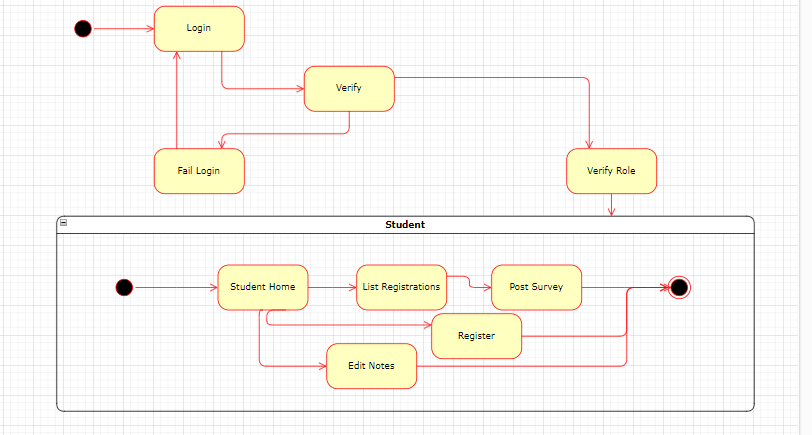 Login
Verify
Fail Login
Verify Role
Student
Student Home
List Registrations
Post Survey
Register
Edit Notes